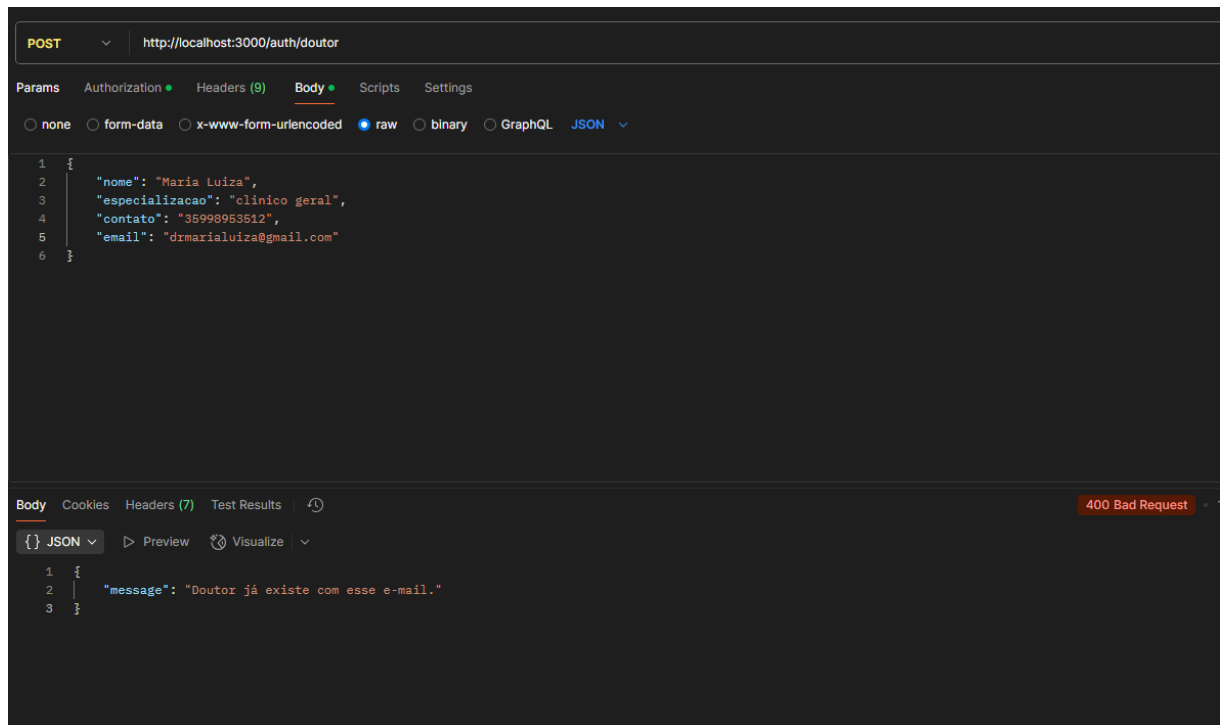 POST http://localhost:3000/auth/doutor
Params Authorization Headers (9) Body Scripts Settings
none form-data x-www-form-urlencoded raw binary GraphQL JSON
1 {
2 "nome": "Maria Luiza",
3 "especializacao": "clinico geral",
4 "contato": "35998953512",
5 "email": "drmarialuiza@gmail.com"
6 }
Body Cookies Headers (7) Test Results 400 Bad Request
{} JSON Preview Visualize
1 {
2 "message": "Doutor já existe com esse e-mail."
3 }